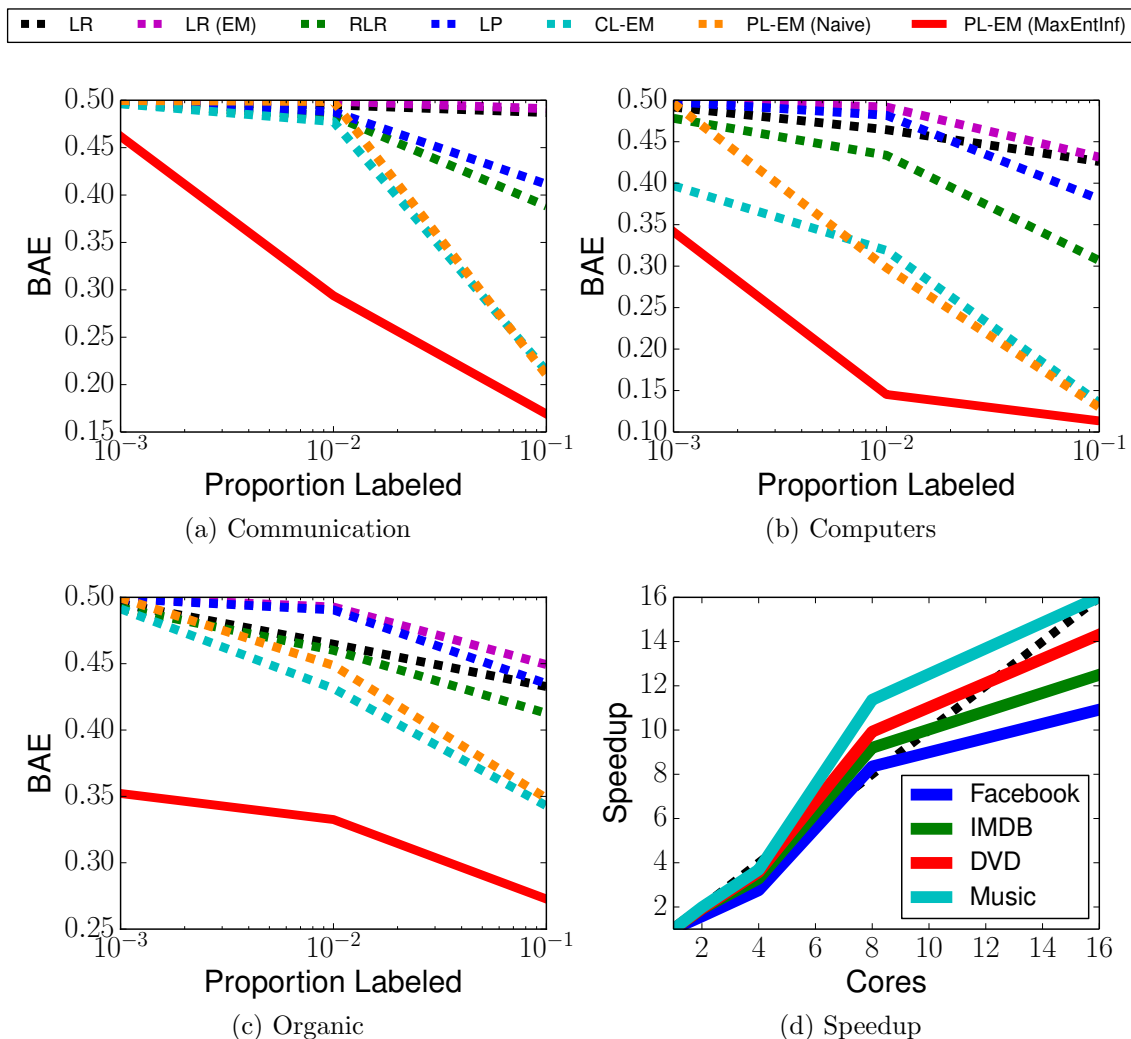 LR LR (EM) RLR LP CL-EM PL-EM (Naive) PL-EM (MaxEntInf)
0.50
0.45
0.40
0.35
0.30
0.25
0.20
0.15
BAE
10⁻³ 10⁻² 10⁻¹
Proportion Labeled
(a) Communication
0.50
0.45
0.40
0.35
0.30
0.25
0.20
0.15
0.10
BAE
10⁻³ 10⁻² 10⁻¹
Proportion Labeled
(b) Computers
0.50
0.45
0.40
0.35
0.30
0.25
BAE
10⁻³ 10⁻² 10⁻¹
Proportion Labeled
(c) Organic
16
14
12
10
8
6
4
2
Speedup
Facebook
IMDB
DVD
Music
2 4 6 8 10 12 14 16
Cores
(d) Speedup